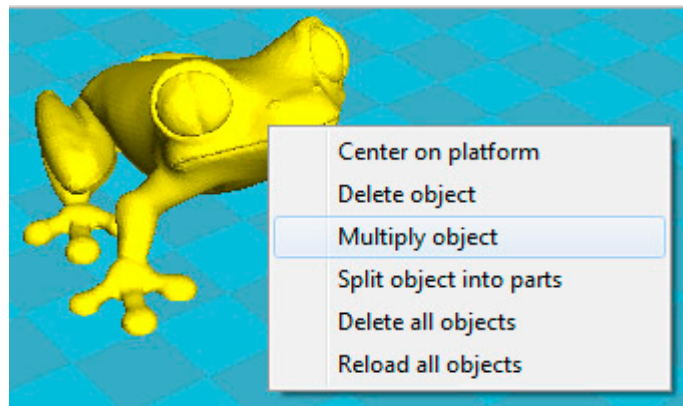 Center on platform
Delete object
Multiply object
Split object into parts
Delete all objects
Reload all objects